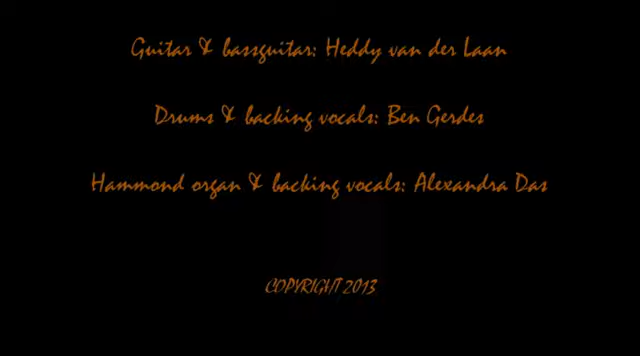 Guitar & bassguitar: Heddy van der Laan
Drums & backing vocals: Ben Gerdes
Hammond organ & backing vocals: Alexandra Das
COPYRIGHT 2013